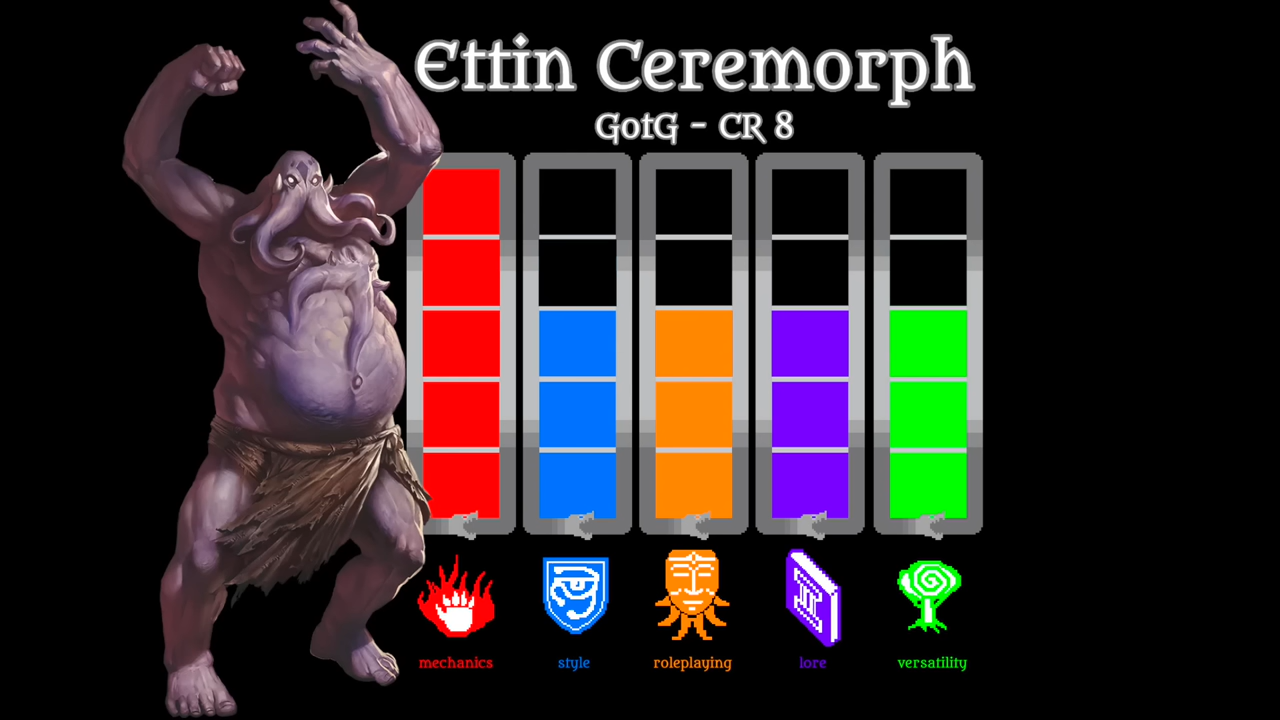 Ettin Ceremorph
GotG - CR 8
mechanics
style
roleplaying
lore
versatility